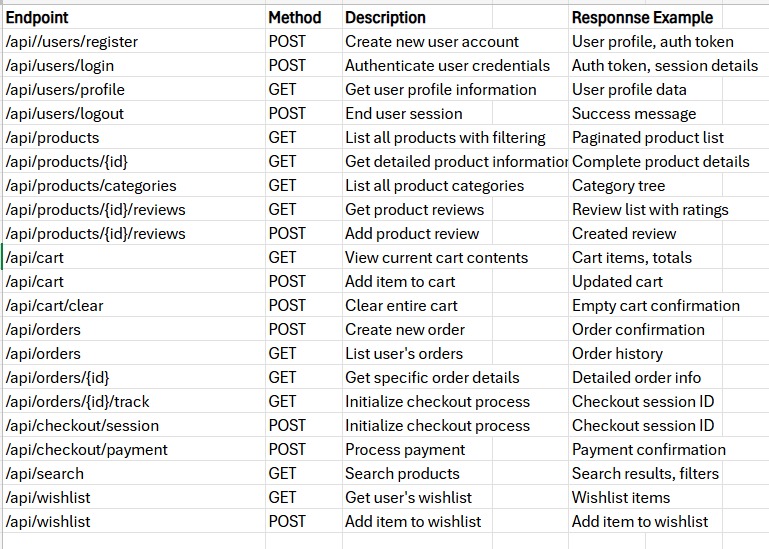 Endpoint Method Description Responnse Example
/api//users/register POST Create new user account User profile, auth token
/api/users/login POST Authenticate user credentials Auth token, session details
/api/users/profile GET Get user profile information User profile data
/api/users/logout POST End user session Success message
/api/products GET List all products with filtering Paginated product list
/api/products/{id} GET Get detailed product information Complete product details
/api/products/categories GET List all product categories Category tree
/api/products/{id}/reviews GET Get product reviews Review list with ratings
/api/products/{id}/reviews POST Add product review Created review
/api/cart GET View current cart contents Cart items, totals
/api/cart POST Add item to cart Updated cart
/api/cart/clear POST Clear entire cart Empty cart confirmation
/api/orders POST Create new order Order confirmation
/api/orders GET List user's orders Order history
/api/orders/{id} GET Get specific order details Detailed order info
/api/orders/{id}/track GET Initialize checkout process Checkout session ID
/api/checkout/session POST Initialize checkout process Checkout session ID
/api/checkout/payment POST Process payment Payment confirmation
/api/search GET Search products Search results, filters
/api/wishlist GET Get user's wishlist Wishlist items
/api/wishlist POST Add item to wishlist Add item to wishlist